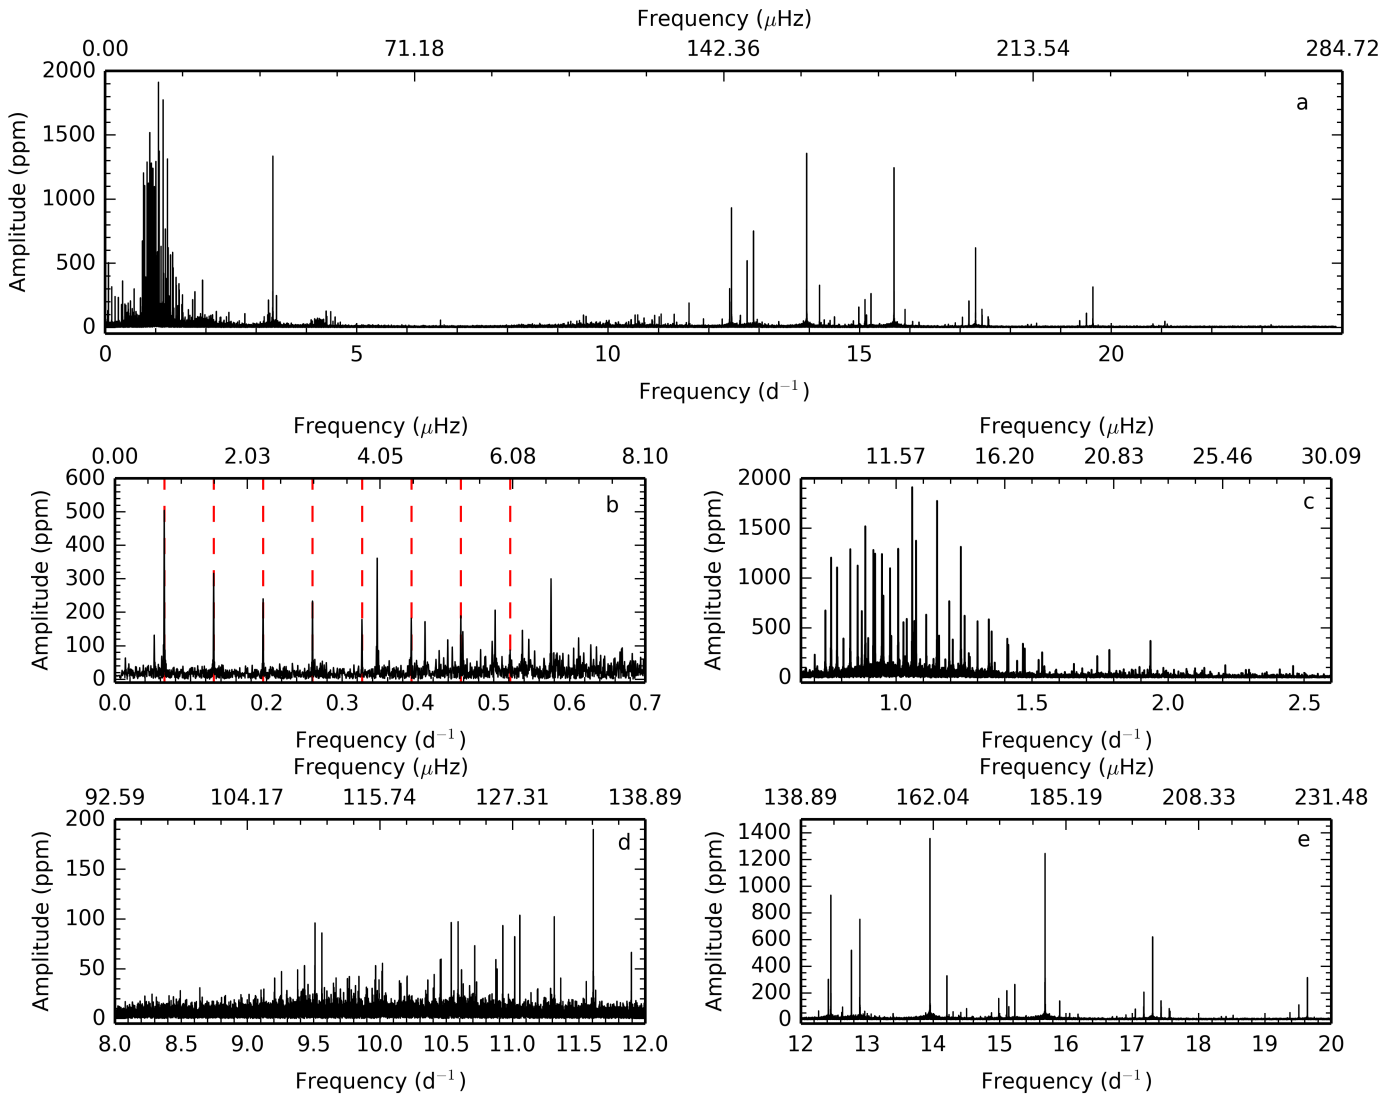 Frequency (μHz)
0.00 71.18 142.36 213.54 284.72
2000
1500
1000
500
0
Amplitude (ppm)
a
0 5 10 15 20
Frequency (d⁻¹)
Frequency (μHz)
0.00 2.03 4.05 6.08 8.10
600
500
400
300
200
100
0
Amplitude (ppm)
b
0.0 0.1 0.2 0.3 0.4 0.5 0.6 0.7
Frequency (d⁻¹)
Frequency (μHz)
11.57 16.20 20.83 25.46 30.09
2000
1500
1000
500
0
Amplitude (ppm)
c
1.0 1.5 2.0 2.5
Frequency (d⁻¹)
Frequency (μHz)
92.59 104.17 115.74 127.31 138.89
200
150
100
50
0
Amplitude (ppm)
d
8.0 8.5 9.0 9.5 10.0 10.5 11.0 11.5 12.0
Frequency (d⁻¹)
Frequency (μHz)
138.89 162.04 185.19 208.33 231.48
1400
1200
1000
800
600
400
200
0
Amplitude (ppm)
e
12 13 14 15 16 17 18 19 20
Frequency (d⁻¹)